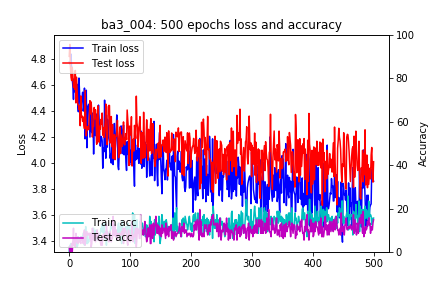 ba3_004: 500 epochs loss and accuracy
Train loss
Test loss
Train acc
Test acc
Loss
4.8
4.6
4.4
4.2
4.0
3.8
3.6
3.4
Accuracy
100
80
60
40
20
0
0 100 200 300 400 500